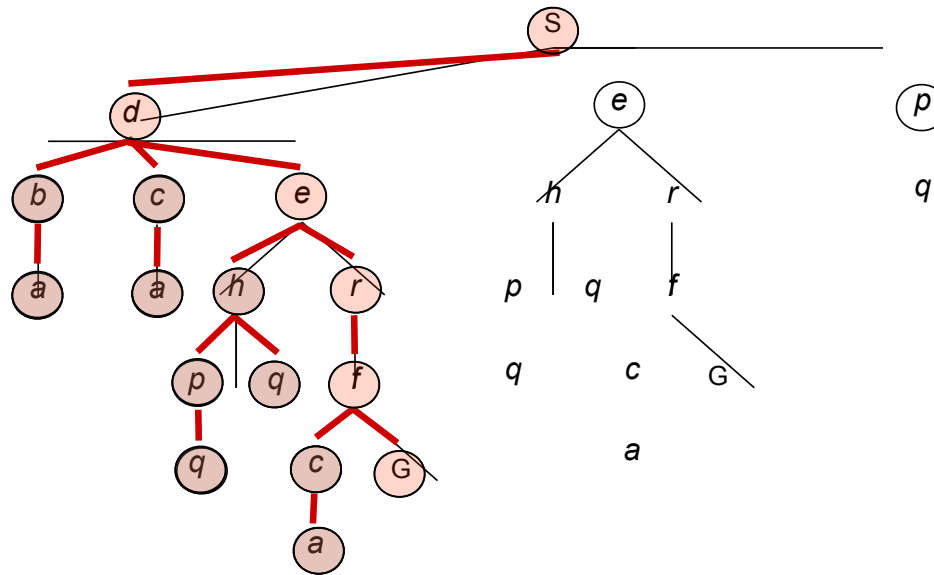 S
d e p
b c e h r q
a a h r p q f
p q f q c G
q c G a
a